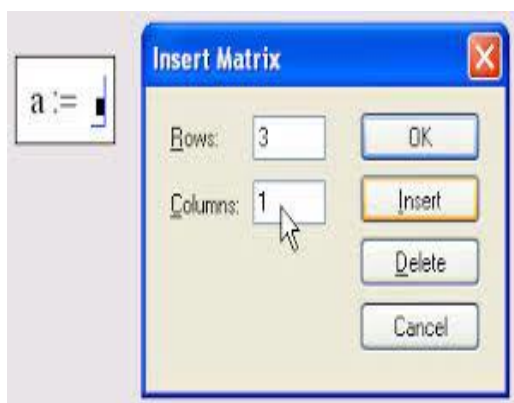 a :=
Insert Matrix
Rows: 3
OK
Columns: 1
Insert
Delete
Cancel